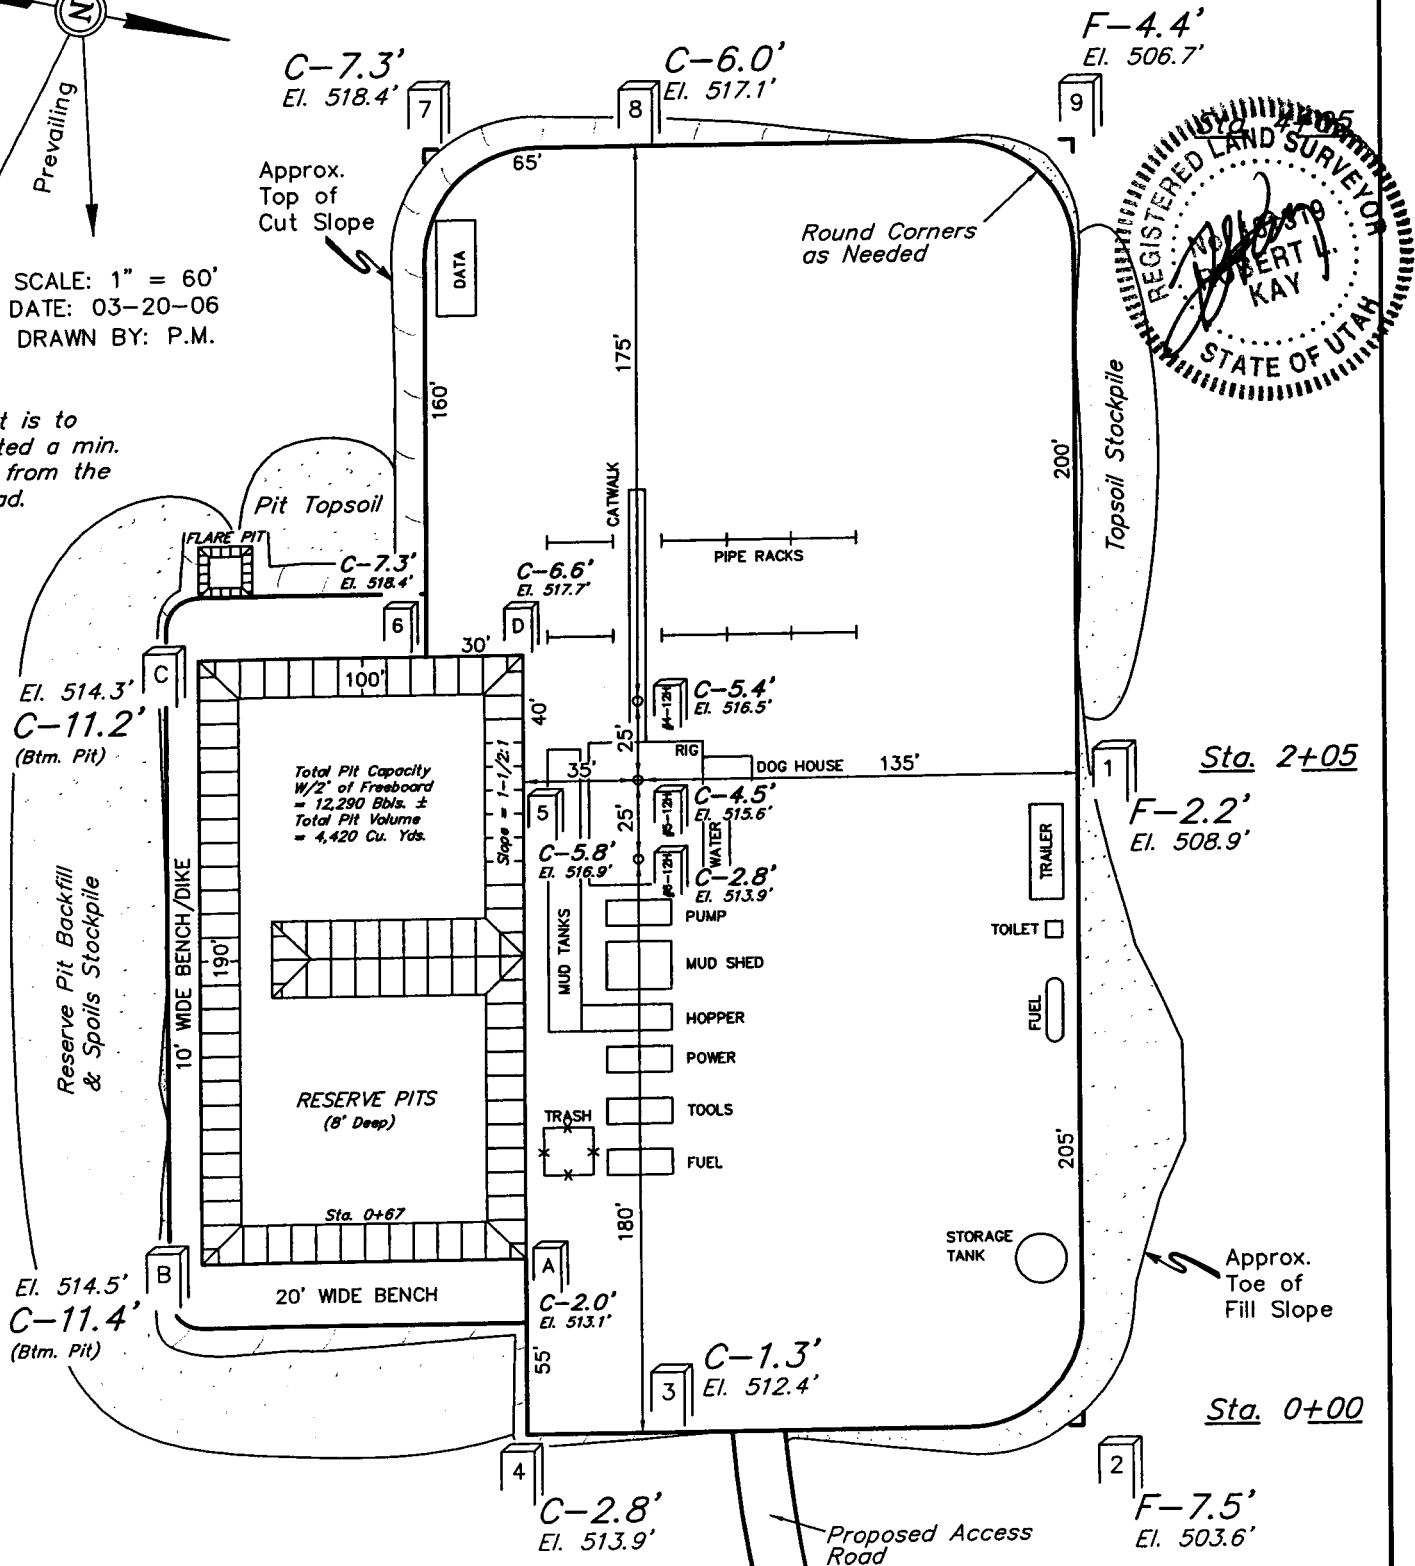 N
Prevailing
SCALE: 1" = 60'
DATE: 03-20-06
DRAWN BY: P.M.
t is to
ted a min.
from the
ad.
C-7.3'
El. 518.4'
7
C-6.0'
El. 517.1'
8
F-4.4'
El. 506.7'
9
REGISTERED LAND SURVEYOR
No.
ROBERT L.
KAY
STATE OF UTAH
Approx.
Top of
Cut Slope
65'
Round Corners
as Needed
DATA
175'
160'
200'
Topsoil Stockpile
Pit Topsoil
FLARE PIT
C-7.3'
El. 518.4'
6
C-6.6'
El. 517.7'
D
CATWALK
PIPE RACKS
30'
100'
C
El. 514.3'
C-11.2'
(Btm. Pit)
40'
Slope = 1-1/2:1
Total Pit Capacity
W/2' of Freeboard
= 12,290 Bbls. ±
Total Pit Volume
= 4,420 Cu. Yds.
#4-12H
C-5.4'
El. 516.5'
25'
RIG
DOG HOUSE
35'
135'
1
Sta. 2+05
F-2.2'
El. 508.9'
5
C-5.8'
El. 516.9'
25'
#5-12H
C-4.5'
El. 515.6'
WATER
#6-12H
C-2.8'
El. 513.9'
TRAILER
TOILET
FUEL
PUMP
MUD SHED
MUD TANKS
HOPPER
POWER
TOOLS
TRASH
FUEL
Reserve Pit Backfill
& Spoils Stockpile
10' WIDE BENCH/DIKE
190'
RESERVE PITS
(8' Deep)
Sta. 0+67
205'
180'
STORAGE
TANK
Approx.
Toe of
Fill Slope
B
El. 514.5'
C-11.4'
(Btm. Pit)
20' WIDE BENCH
A
C-2.0'
El. 513.1'
55'
3
C-1.3'
El. 512.4'
Sta. 0+00
4
C-2.8'
El. 513.9'
2
F-7.5'
El. 503.6'
Proposed Access
Road